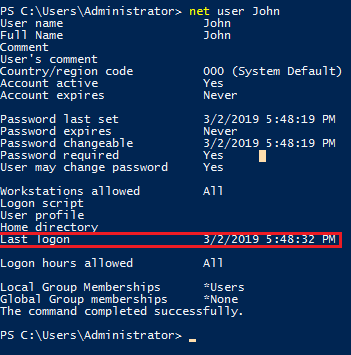 PS C:\Users\Administrator> net user John
User name                    John
Full Name                    John
Comment
User's comment
Country/region code          000 (System Default)
Account active               Yes
Account expires              Never

Password last set            3/2/2019 5:48:19 PM
Password expires             Never
Password changeable          3/2/2019 5:48:19 PM
Password required            Yes
User may change password     Yes

Workstations allowed         All
Logon script
User profile
Home directory
Last logon                   3/2/2019 5:48:32 PM

Logon hours allowed          All

Local Group Memberships      *Users
Global Group memberships     *None
The command completed successfully.

PS C:\Users\Administrator> _